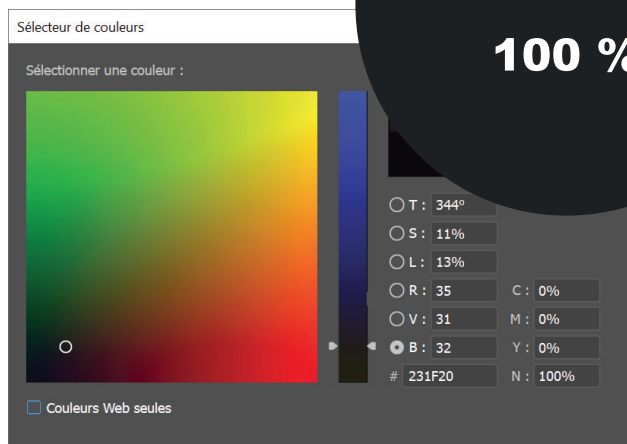 Sélecteur de couleurs
100 %
Sélectionner une couleur :
T : 344º
S : 11%
L : 13%
R : 35 C : 0%
V : 31 M : 0%
B : 32 Y : 0%
# 231F20 N : 100%
Couleurs Web seules